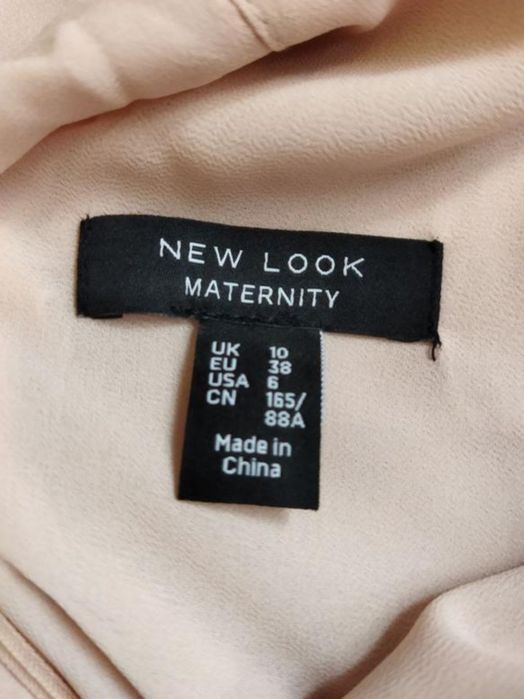 NEW LOOK
MATERNITY
UK 10
EU 38
USA 6
CN 165/
88A
Made in
China